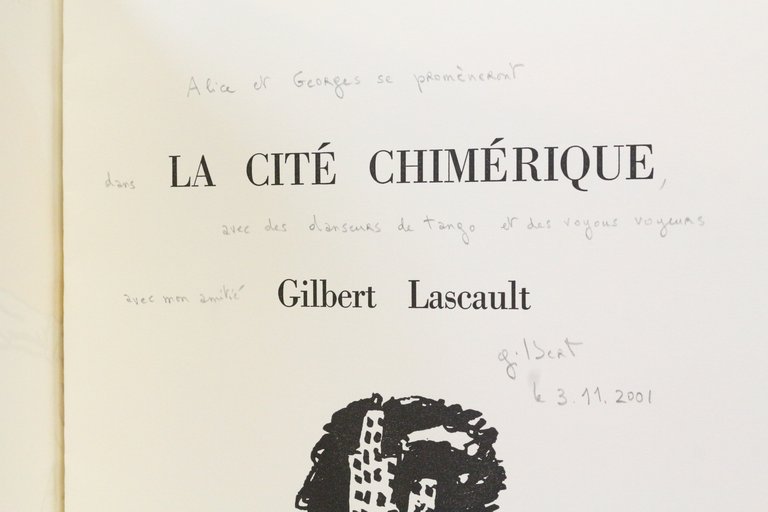 Alice et Georges se promèneront
dans LA CITÉ CHIMÉRIQUE,
avec des danseurs de tango et des voyous voyeurs
avec mon amitié Gilbert Lascault
gilbert
le 3.11.2001